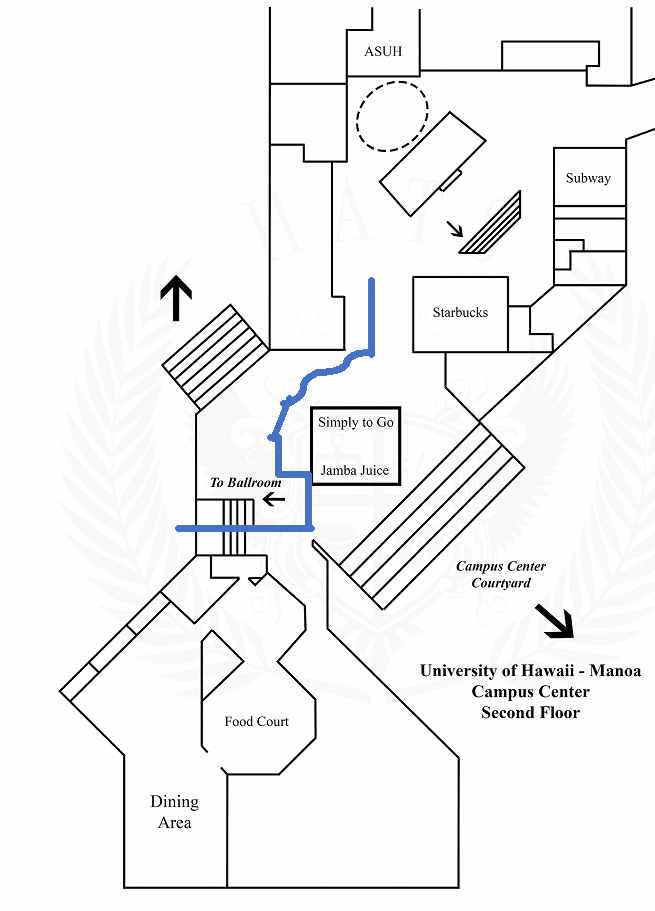 ASUH
Subway
Starbucks
Simply to Go
Jamba Juice
To Ballroom
Campus Center
Courtyard
University of Hawaii - Manoa
Campus Center
Second Floor
Food Court
Dining
Area